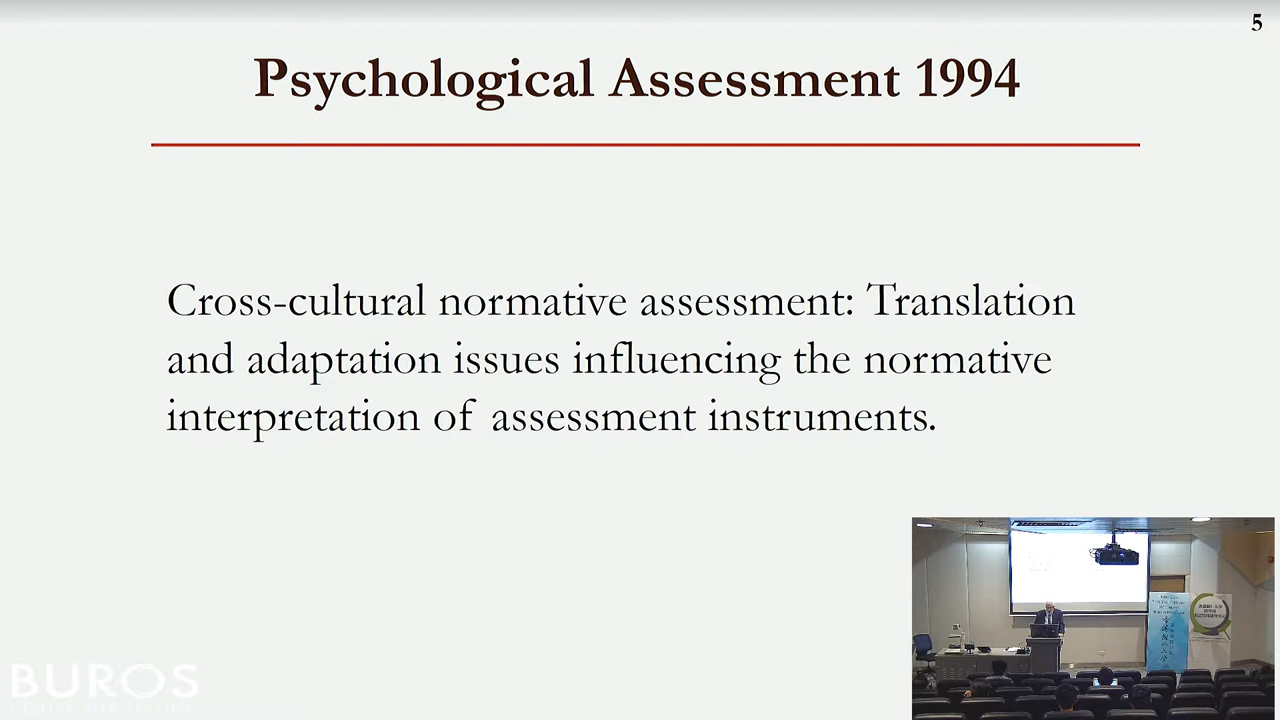 5
Psychological Assessment 1994
Cross-cultural normative assessment: Translation
and adaptation issues influencing the normative
interpretation of assessment instruments.
BUROS